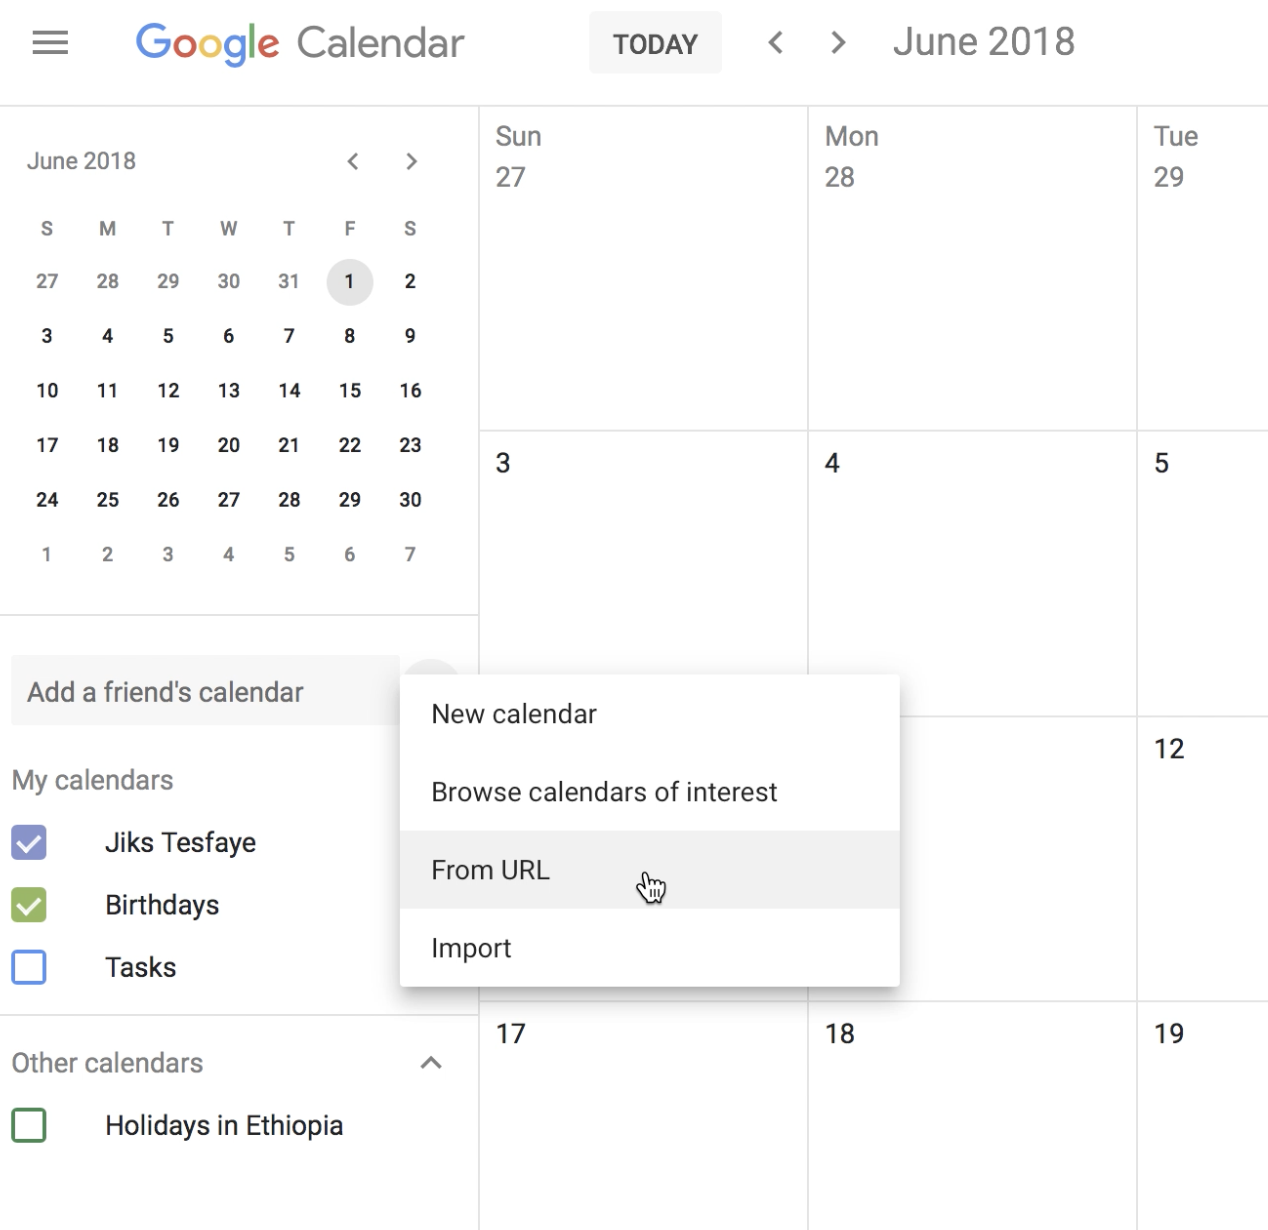 Google Calendar TODAY June 2018
June 2018
S M T W T F S
27 28 29 30 31 1 2
3 4 5 6 7 8 9
10 11 12 13 14 15 16
17 18 19 20 21 22 23
24 25 26 27 28 29 30
1 2 3 4 5 6 7
Add a friend's calendar
My calendars
Jiks Tesfaye
Birthdays
Tasks
Other calendars
Holidays in Ethiopia
Sun Mon Tue
27 28 29
3 4 5
New calendar
Browse calendars of interest
From URL
Import
12
17 18 19